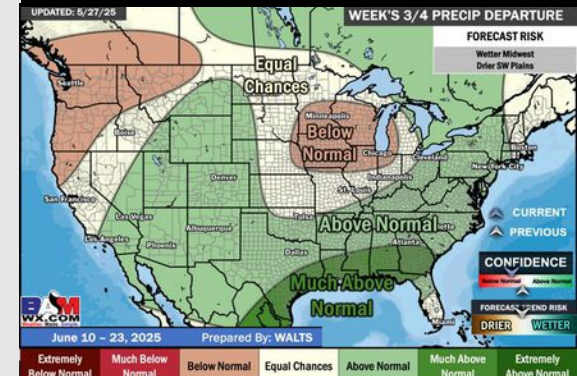 UPDATED: 5/27/25
WEEK'S 3/4 PRECIP DEPARTURE
FORECAST RISK
Wetter Midwest
Drier SW Plains
Seattle
Equal
Chances
Minneapolis
Below
Normal
Boise
Chicago
Cleveland
Boston
New York City
Indianapolis
St. Louis
San Francisco
Denver
Las Vegas
Los Angeles
Phoenix
Albuquerque
Tulsa
Above Normal
Atlanta
Dallas
Much Above
Normal
Miami
CURRENT
PREVIOUS
CONFIDENCE
Below Normal
Above Normal
FORECAST TREND RISK
DRIER
WETTER
BAM
WX.COM
June 10 - 23, 2025
Prepared By: WALTS
Extremely
Below Normal
Much Below
Normal
Below Normal
Equal Chances
Above Normal
Much Above
Normal
Extremely
Above Normal